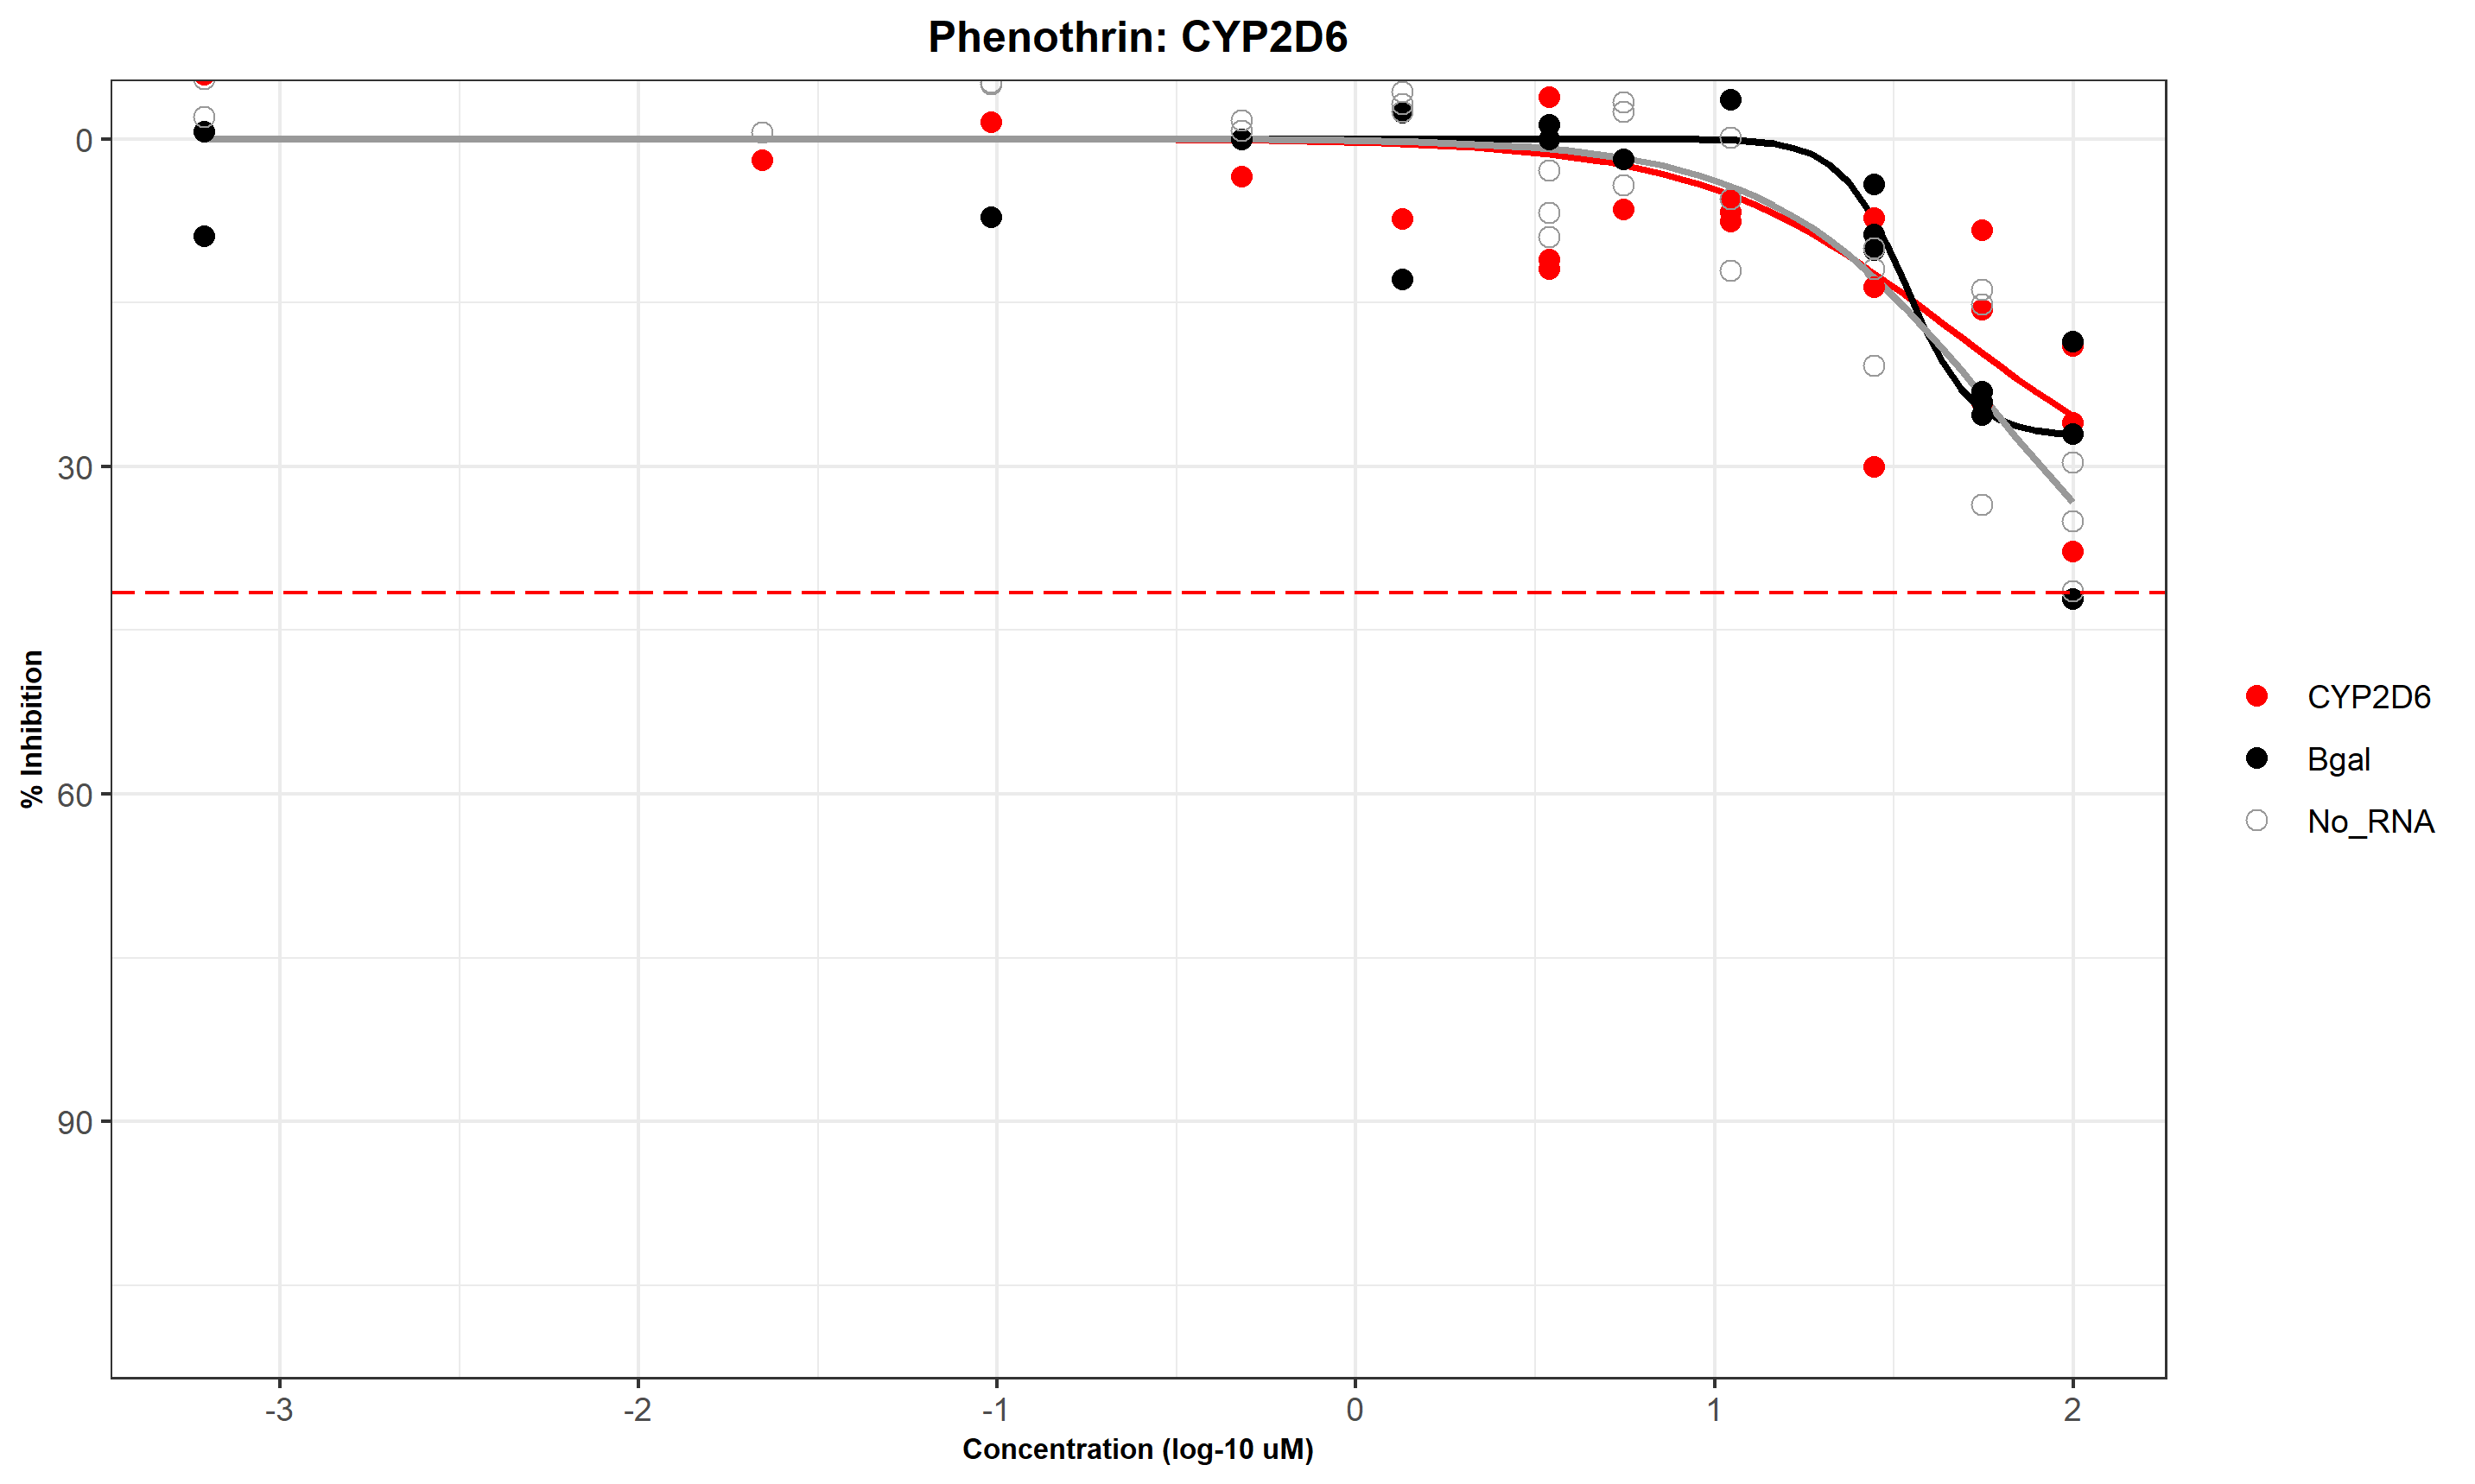 Phenothrin: CYP2D6
% Inhibition
0
30
60
90
-3
-2
-1
0
1
2
Concentration (log-10 uM)
CYP2D6
Bgal
No_RNA